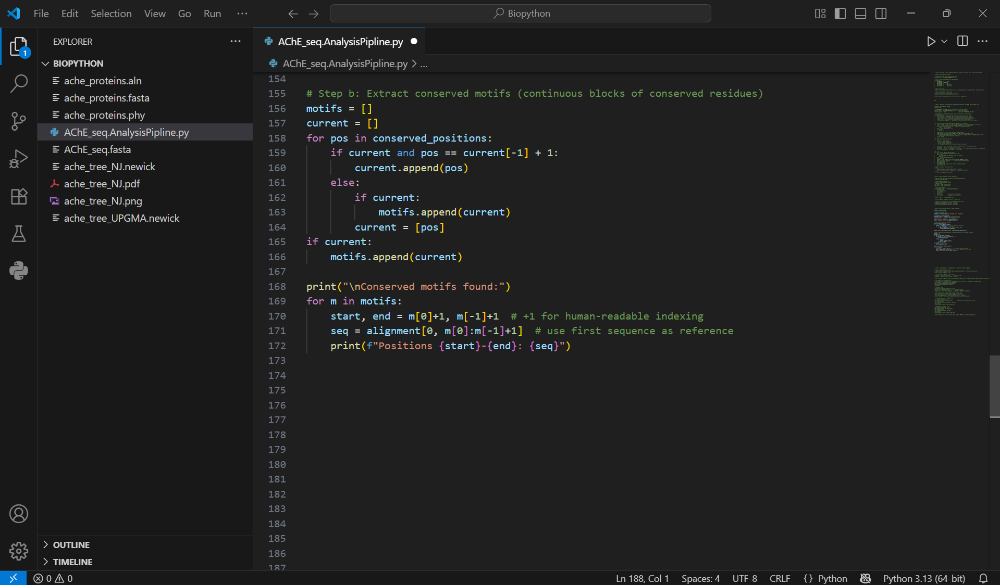 File Edit Selection View Go Run ···
Biopython
EXPLORER
1
BIOPYTHON
ache_proteins.aln
ache_proteins.fasta
ache_proteins.phy
AChE_seq.AnalysisPipline.py
AChE_seq.fasta
ache_tree_NJ.newick
ache_tree_NJ.pdf
ache_tree_NJ.png
ache_tree_UPGMA.newick
OUTLINE
TIMELINE
AChE_seq.AnalysisPipline.py
AChE_seq.AnalysisPipline.py > ...
154
155 # Step b: Extract conserved motifs (continuous blocks of conserved residues)
156 motifs = []
157 current = []
158 for pos in conserved_positions:
159     if current and pos == current[-1] + 1:
160         current.append(pos)
161     else:
162         if current:
163             motifs.append(current)
164         current = [pos]
165 if current:
166     motifs.append(current)
167
168 print("\nConserved motifs found:")
169 for m in motifs:
170     start, end = m[0]+1, m[-1]+1  # +1 for human-readable indexing
171     seq = alignment[0, m[0]:m[-1]+1]  # use first sequence as reference
172     print(f"Positions {start}-{end}: {seq}")
173
174
175
176
177
178
179
180
181
182
183
184
185
186
187
0 0
Ln 188, Col 1 Spaces: 4 UTF-8 CRLF {} Python Python 3.13 (64-bit)